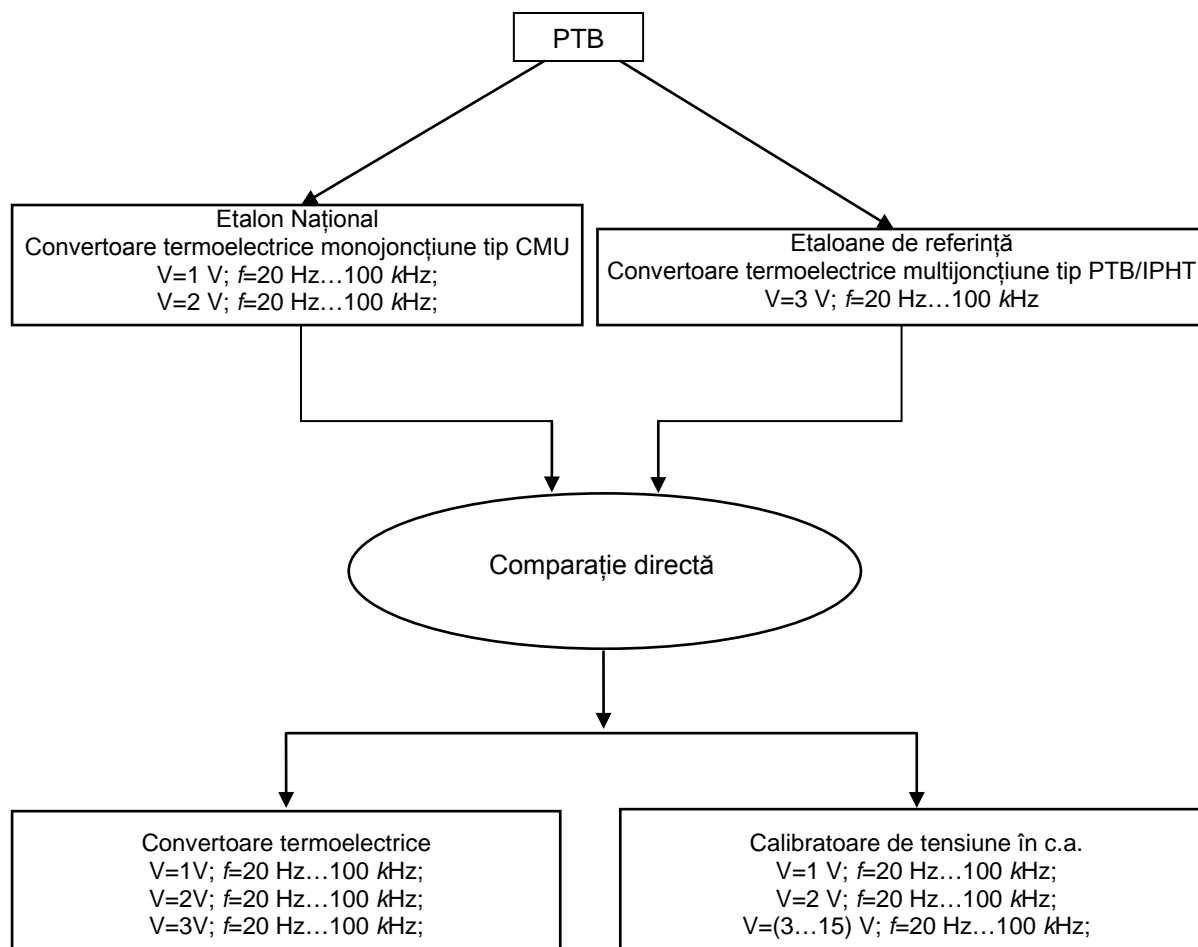 PTB
Etalon Național
Convertoare termoelectrice monojoncțiune tip CMU
V=1 V; f=20 Hz…100 kHz;
V=2 V; f=20 Hz…100 kHz;
Etaloane de referință
Convertoare termoelectrice multijoncțiune tip PTB/IPHT
V=3 V; f=20 Hz…100 kHz
Comparație directă
Convertoare termoelectrice
V=1V; f=20 Hz…100 kHz;
V=2V; f=20 Hz…100 kHz;
V=3V; f=20 Hz…100 kHz;
Calibratoare de tensiune în c.a.
V=1 V; f=20 Hz…100 kHz;
V=2 V; f=20 Hz…100 kHz;
V=(3…15) V; f=20 Hz…100 kHz;